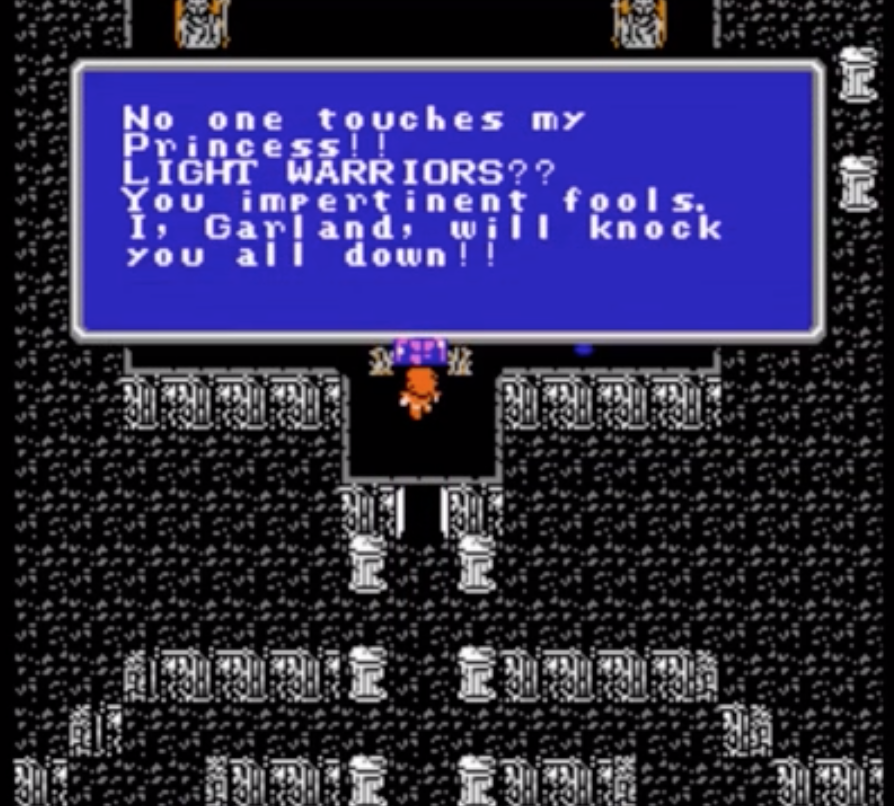 No one touches my
Princess!!
LIGHT WARRIORS??
You impertinent fools.
I, Garland, will knock
you all down!!